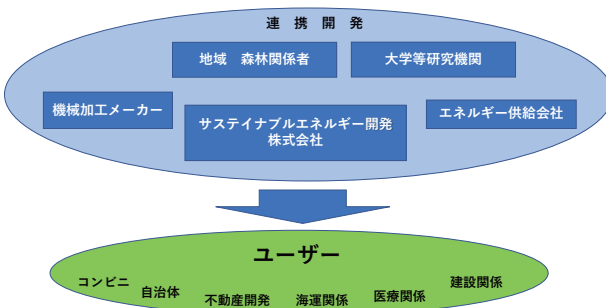 連 携 開 発
地域　森林関係者
大学等研究機関
機械加工メーカー
サステイナブルエネルギー開発
株式会社
エネルギー供給会社
ユーザー
コンビニ
自治体
不動産開発
海運関係
医療関係
建設関係